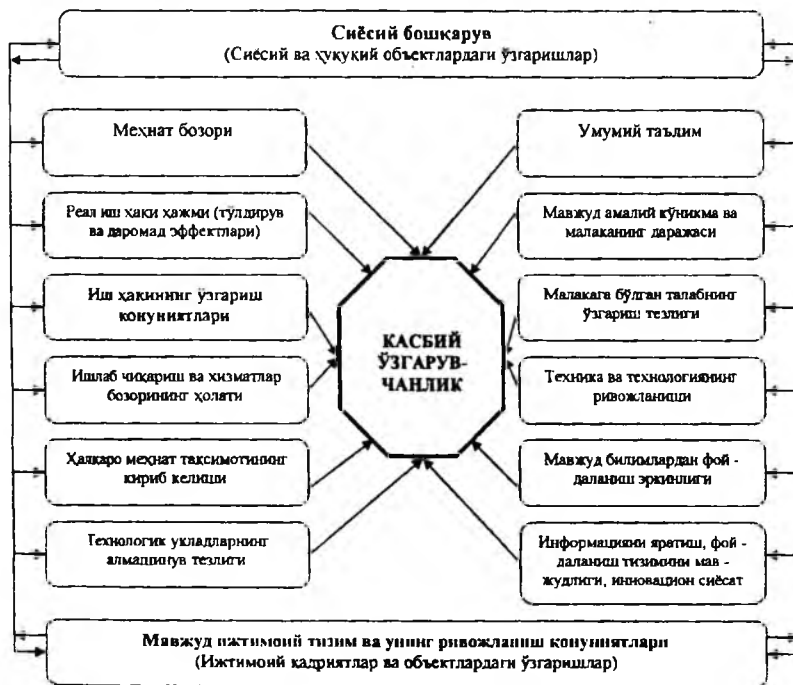 Сиёсий бошқарув
(Сиёсий ва ҳуқуқий объектлардаги ўзгаришлар)
Меҳнат бозори
Умумий таълим
Реал иш ҳақи ҳажми (тўлдирув
ва даромад эффектлари)
Мавжуд амалий кўникма ва
малаканинг даражаси
Иш ҳақининг ўзгариш
қонуниятлари
Малакага бўлган талабнинг
ўзгариш тезлиги
КАСБИЙ
ЎЗГАРУВ-
ЧАНЛИК
Ишлаб чиқариш ва хизматлар
бозорининг ҳолати
Техника ва технологиянинг
ривожланиши
Халқаро меҳнат тақсимотининг
кириб келиши
Мавжуд билимлардан фой -
даланиш эркинлиги
Технологик укладларнинг
алмашинув тезлиги
Информацияни яратиш, фой -
даланиш тизимини мав -
жудлиги, инновацион сиёсат
Мавжуд ижтимоий тизим ва унинг ривожланиш қонуниятлари
(Ижтимоий қадриятлар ва объектлардаги ўзгаришлар)